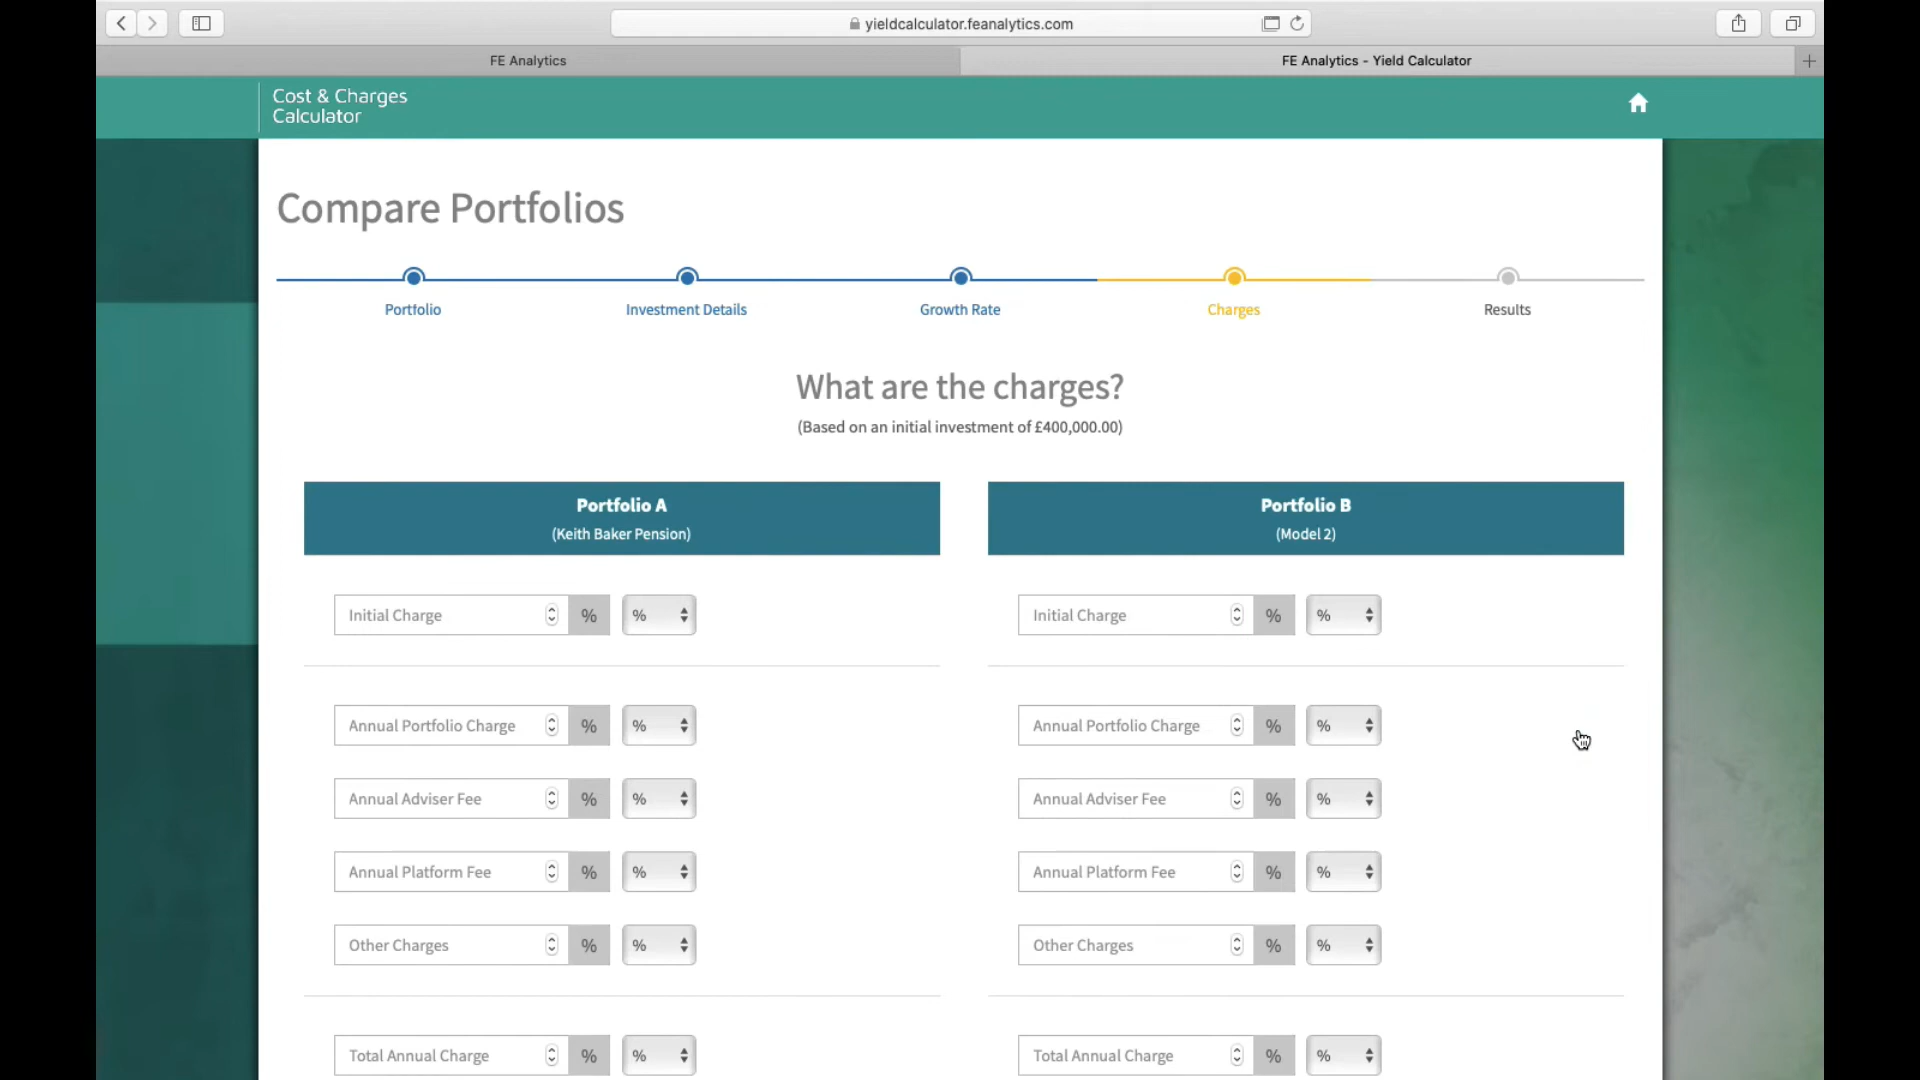 yieldcalculator.feanalytics.com
FE Analytics
FE Analytics - Yield Calculator
Cost & Charges
Calculator
Compare Portfolios
Portfolio
Investment Details
Growth Rate
Charges
Results
What are the charges?
(Based on an initial investment of £400,000.00)
Portfolio A
(Keith Baker Pension)
Portfolio B
(Model 2)
Initial Charge % %
Initial Charge % %
Annual Portfolio Charge % %
Annual Portfolio Charge % %
Annual Adviser Fee % %
Annual Adviser Fee % %
Annual Platform Fee % %
Annual Platform Fee % %
Other Charges % %
Other Charges % %
Total Annual Charge % %
Total Annual Charge % %